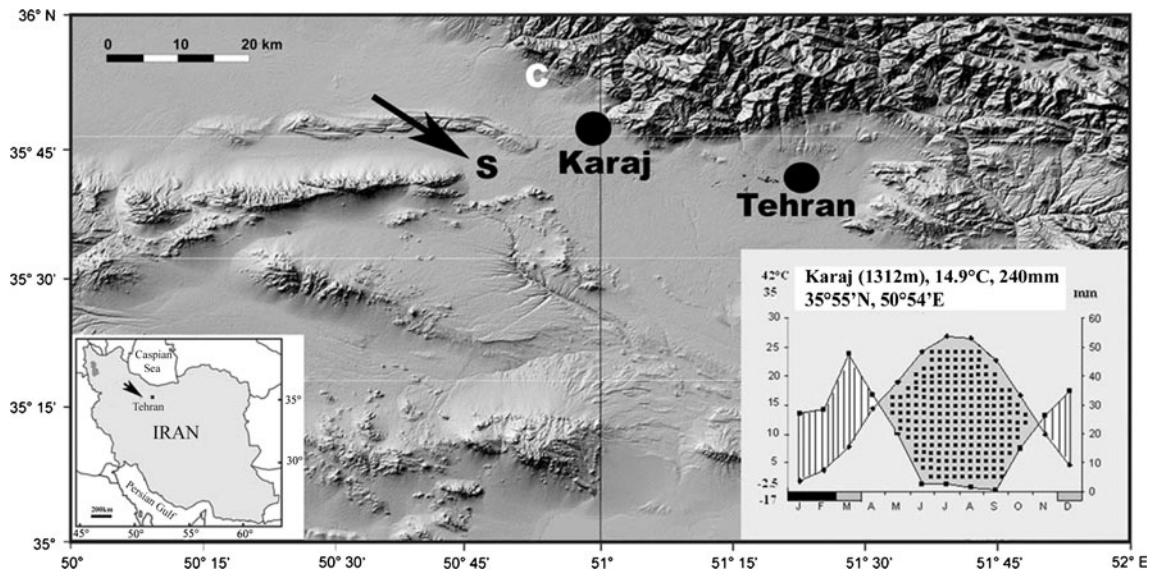 36° N
0 10 20 km
C
35° 45'
S
Karaj
Tehran
35° 30'
35° 15'
35°
50° 50° 15' 50° 30' 50° 45' 51° 51° 15' 51° 30' 51° 45' 52° E
Caspian
Sea
Tehran
IRAN
Persian Gulf
200km
35°
30°
45° 50° 55° 60°
42°C
35
Karaj (1312m), 14.9°C, 240mm
35°55'N, 50°54'E
mm
30 60
25 50
20 40
15 30
10 20
5 10
-2.5 0
-17
J F M A M J J A S O N D